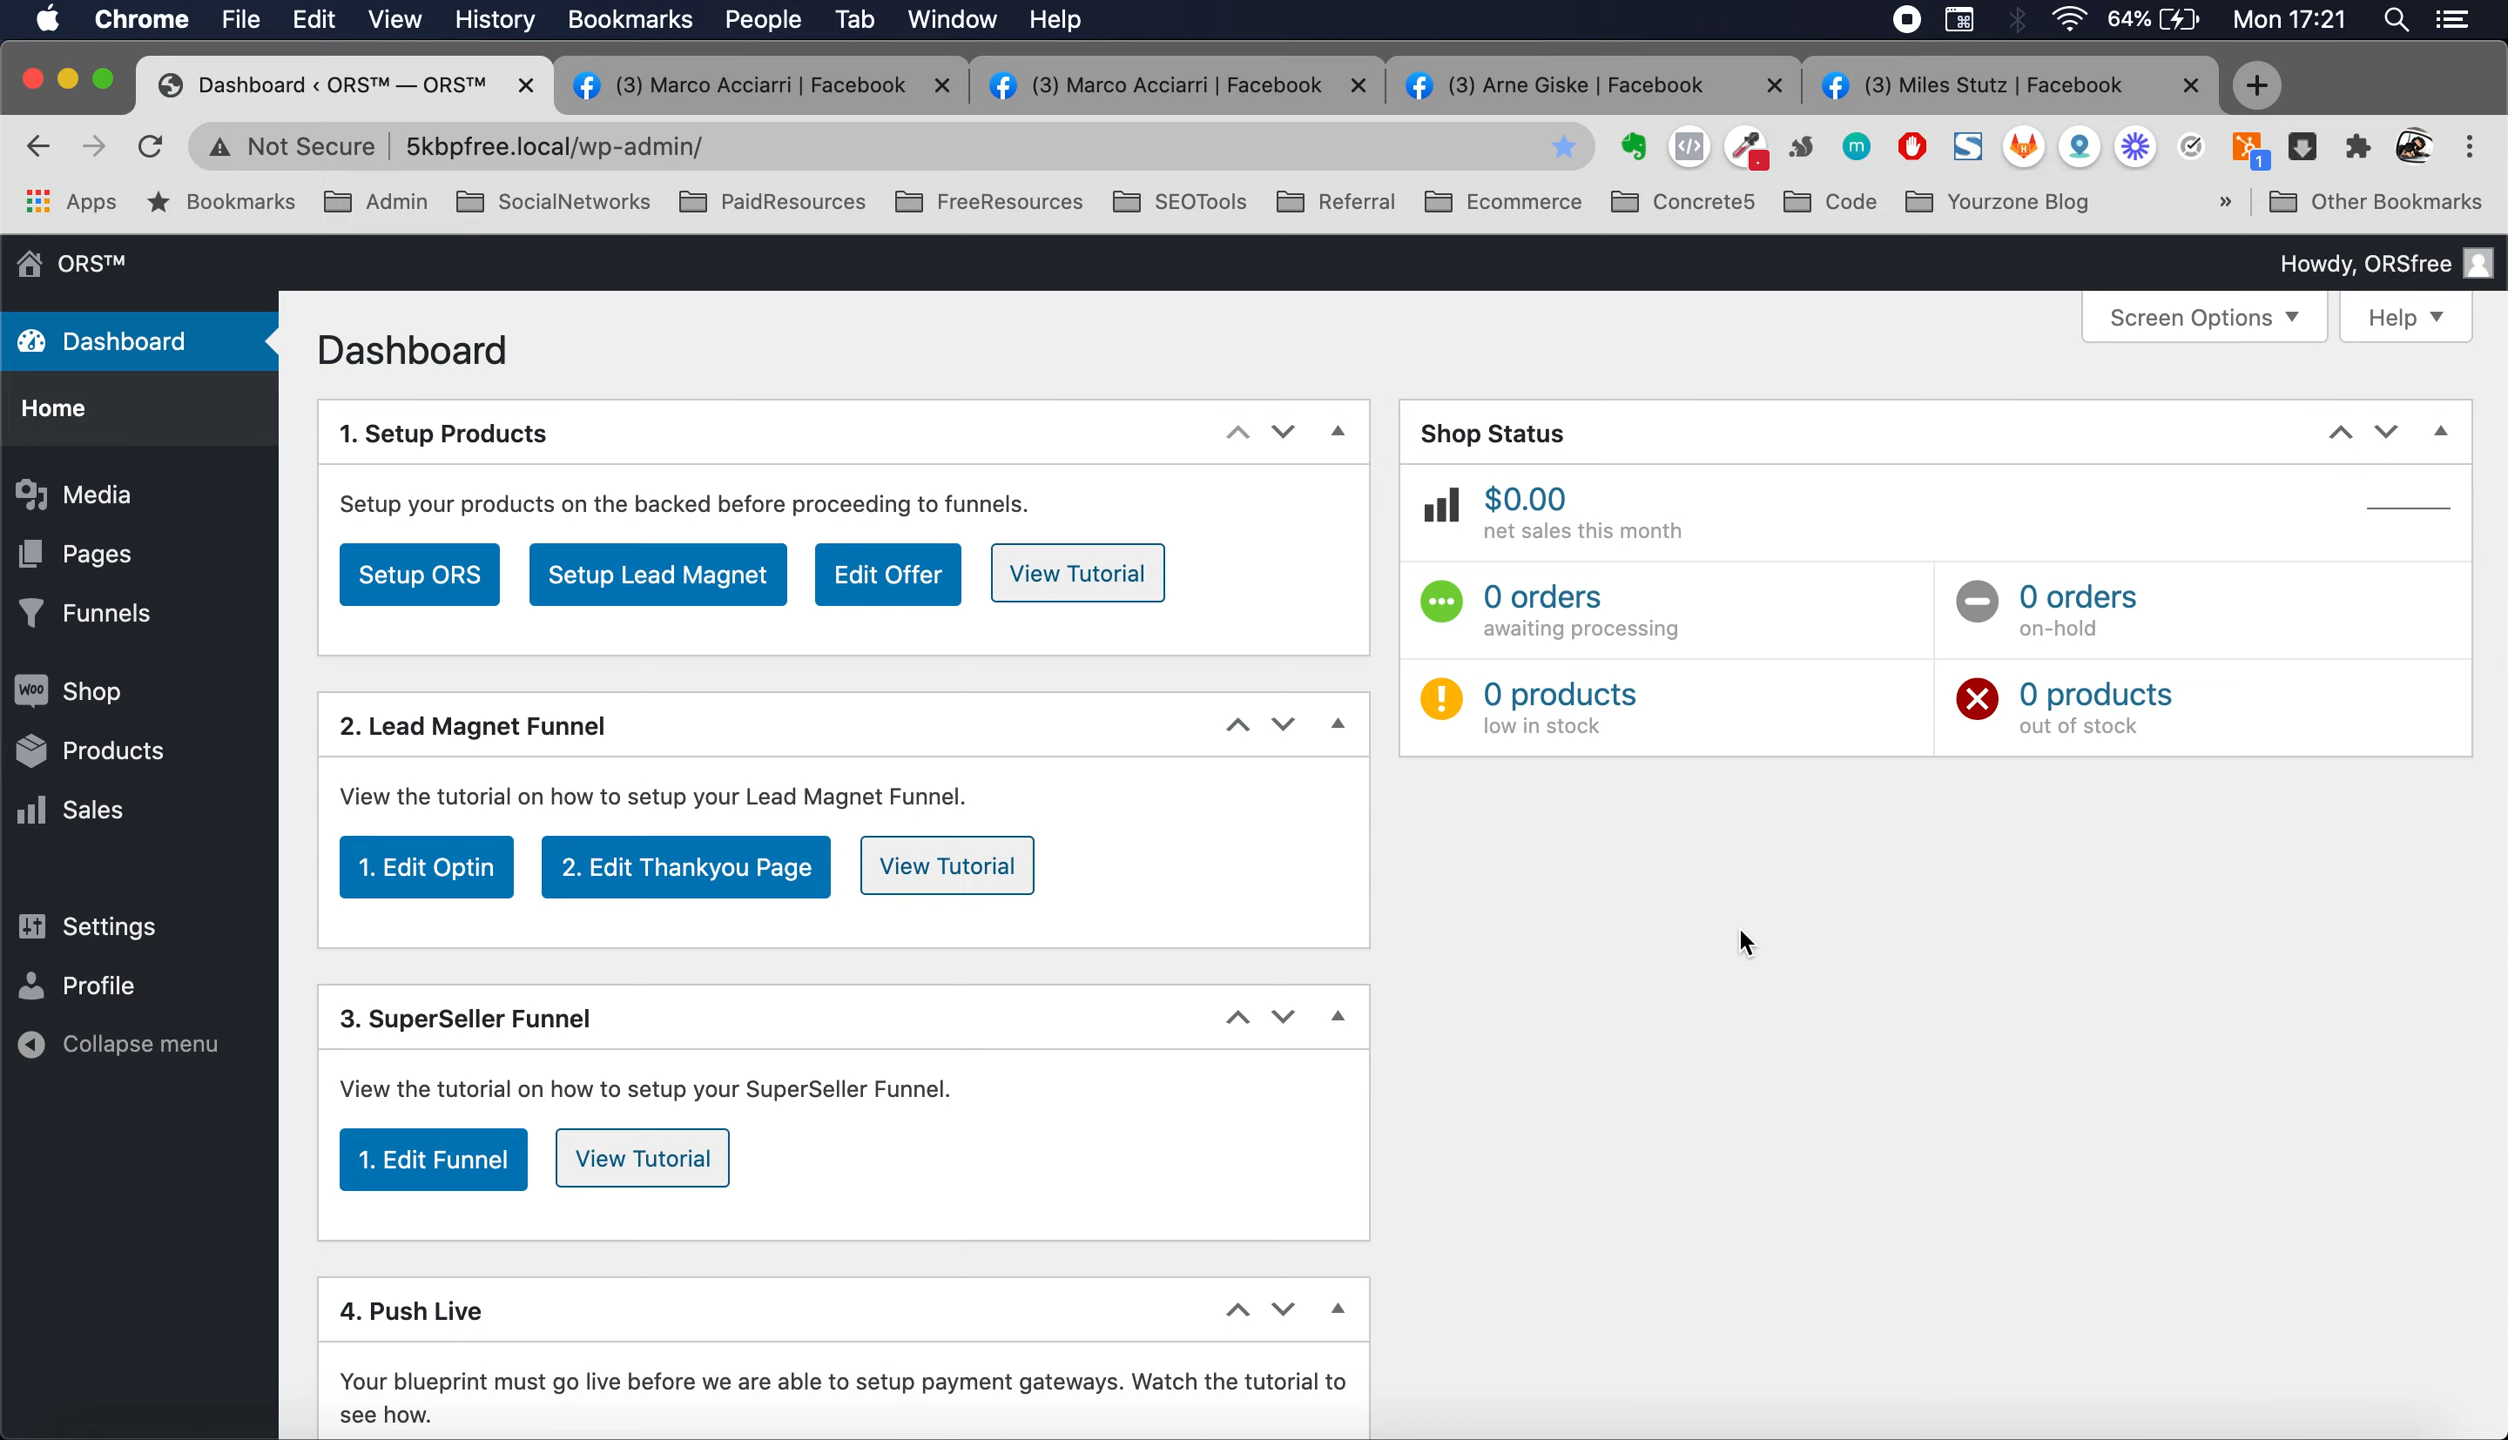 Chrome File Edit View History Bookmarks People Tab Window Help 64% Mon 17:21
Dashboard ‹ ORS™ — ORS™ (3) Marco Acciarri | Facebook (3) Marco Acciarri | Facebook (3) Arne Giske | Facebook (3) Miles Stutz | Facebook
Not Secure 5kbpfree.local/wp-admin/ m 1
Apps Bookmarks Admin SocialNetworks PaidResources FreeResources SEOTools Referral Ecommerce Concrete5 Code Yourzone Blog » Other Bookmarks
ORS™ Howdy, ORSfree
Screen Options Help
Dashboard
Home
Media
Pages
Funnels
Woo Shop
Products
Sales
Settings
Profile
Collapse menu
Dashboard
1. Setup Products
Setup your products on the backed before proceeding to funnels.
Setup ORS Setup Lead Magnet Edit Offer View Tutorial
2. Lead Magnet Funnel
View the tutorial on how to setup your Lead Magnet Funnel.
1. Edit Optin 2. Edit Thankyou Page View Tutorial
3. SuperSeller Funnel
View the tutorial on how to setup your SuperSeller Funnel.
1. Edit Funnel View Tutorial
4. Push Live
Your blueprint must go live before we are able to setup payment gateways. Watch the tutorial to
see how.
Shop Status
$0.00
net sales this month
0 orders
awaiting processing
0 orders
on-hold
0 products
low in stock
0 products
out of stock